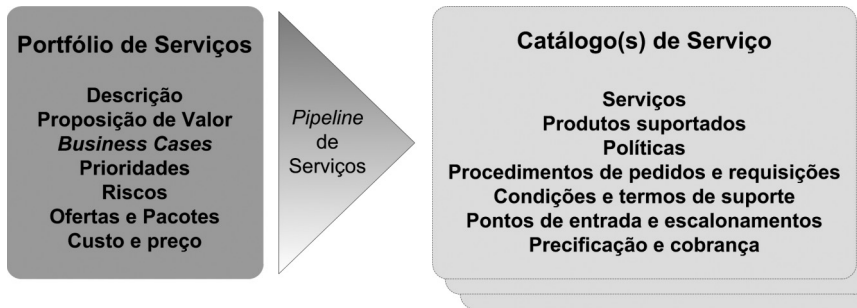 Portfólio de Serviços
Descrição
Proposição de Valor
Business Cases
Prioridades
Riscos
Ofertas e Pacotes
Custo e preço
Pipeline
de
Serviços
Catálogo(s) de Serviço
Serviços
Produtos suportados
Políticas
Procedimentos de pedidos e requisições
Condições e termos de suporte
Pontos de entrada e escalonamentos
Precificação e cobrança